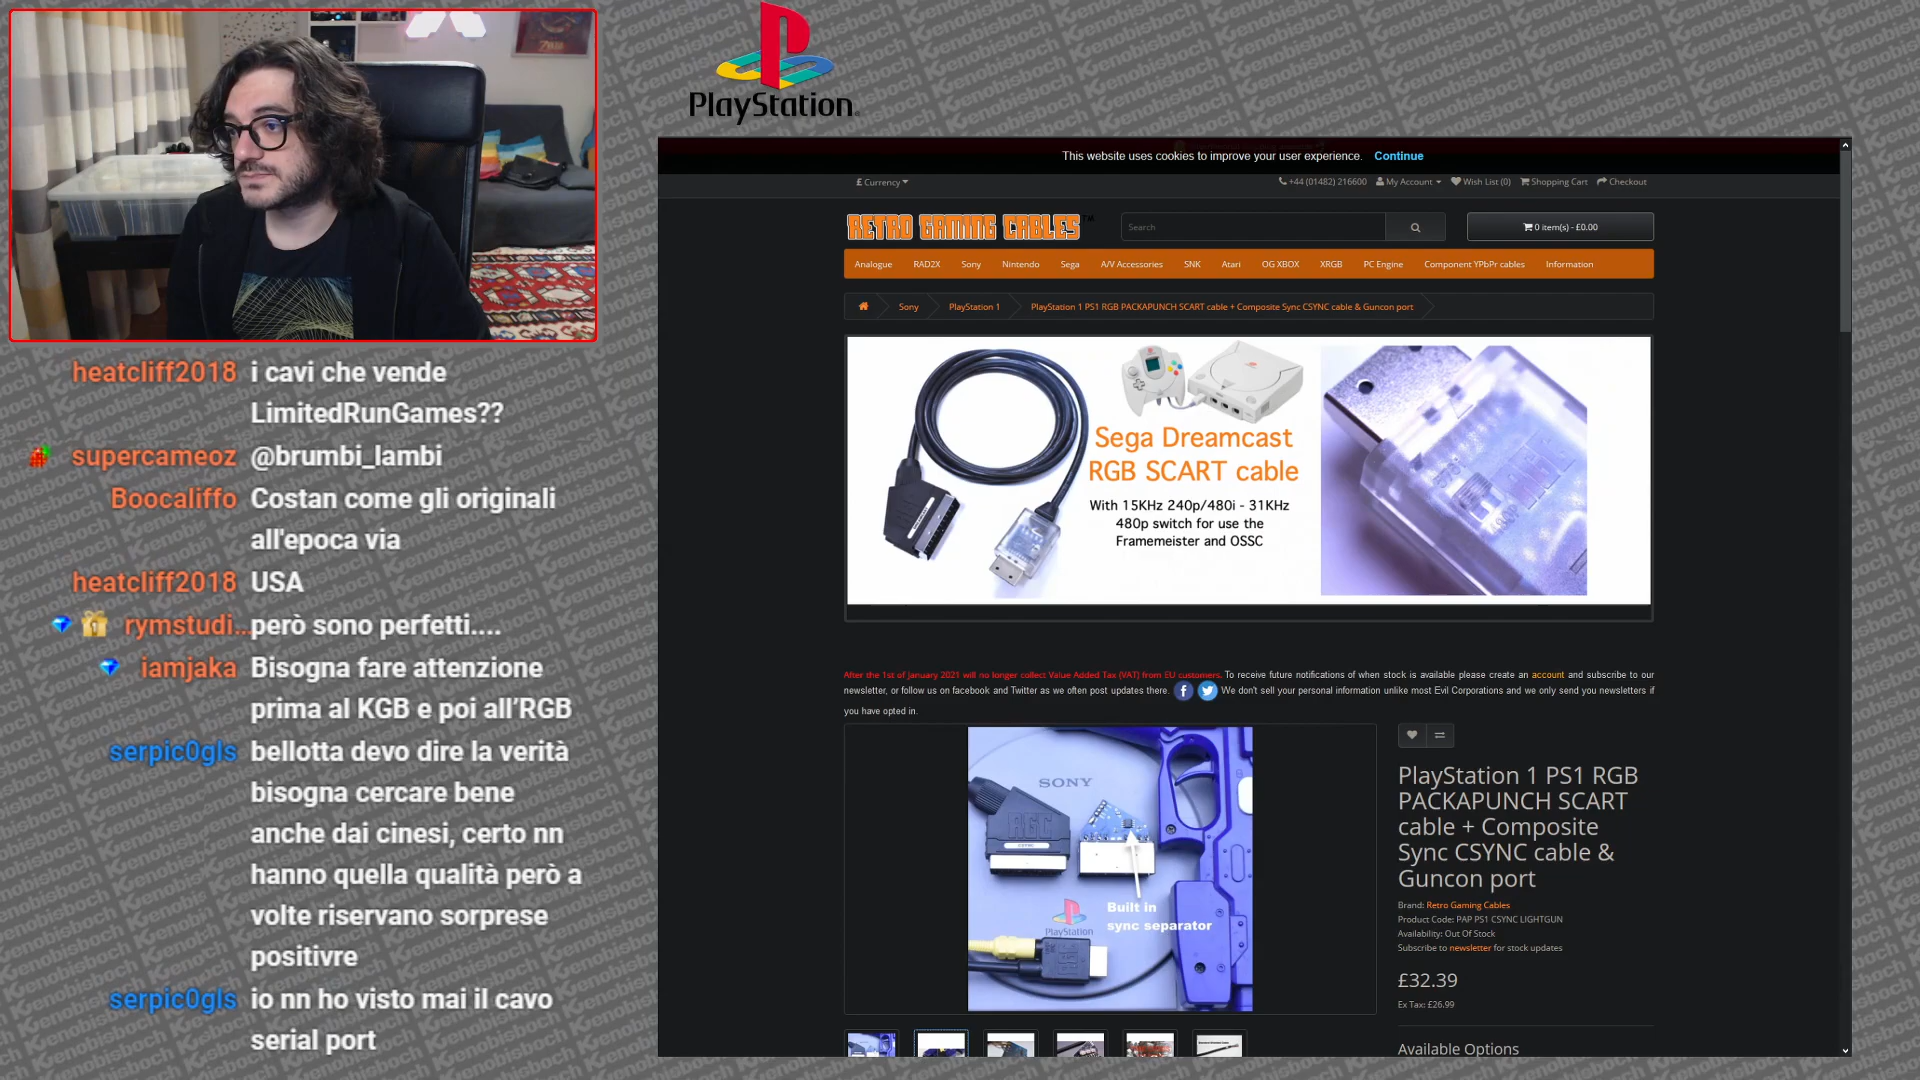 PlayStation
heatcliff2018 i cavi che vende
LimitedRunGames??
supercameoz @brumbi_lambi
Boocaliffo Costan come gli originali
all'epoca via
heatcliff2018 USA
rymstudi... però sono perfetti....
iamjaka Bisogna fare attenzione
prima al KGB e poi all'RGB
serpic0gls bellotta devo dire la verità
bisogna cercare bene
anche dai cinesi, certo nn
hanno quella qualità però a
volte riservano sorprese
positivre
serpic0gls io nn ho visto mai il cavo
serial port
This website uses cookies to improve your user experience. Continue
£ Currency
+44 (01482) 216600 My Account Wish List (0) Shopping Cart Checkout
RETRO GAMING CABLES™
Search
0 item(s) - £0.00
Analogue RAD2X Sony Nintendo Sega A/V Accessories SNK Atari OG XBOX XRGB PC Engine Component YPbPr cables Information
Sony PlayStation 1 PlayStation 1 PS1 RGB PACKAPUNCH SCART cable + Composite Sync CSYNC cable & Guncon port
Sega Dreamcast
RGB SCART cable
With 15KHz 240p/480i - 31KHz
480p switch for use the
Framemeister and OSSC
After the 1st of January 2021 will no longer collect Value Added Tax (VAT) from EU customers. To receive future notifications of when stock is available please create an account and subscribe to our
newsletter, or follow us on facebook and Twitter as we often post updates there. We don't sell your personal information unlike most Evil Corporations and we only send you newsletters if
you have opted in.
SONY
RGC
Built in
sync separator
PlayStation
PlayStation 1 PS1 RGB
PACKAPUNCH SCART
cable + Composite
Sync CSYNC cable &
Guncon port
Brand: Retro Gaming Cables
Product Code: PAP PS1 CSYNC LIGHTGUN
Availability: Out Of Stock
Subscribe to newsletter for stock updates
£32.39
Ex Tax: £26.99
Available Options